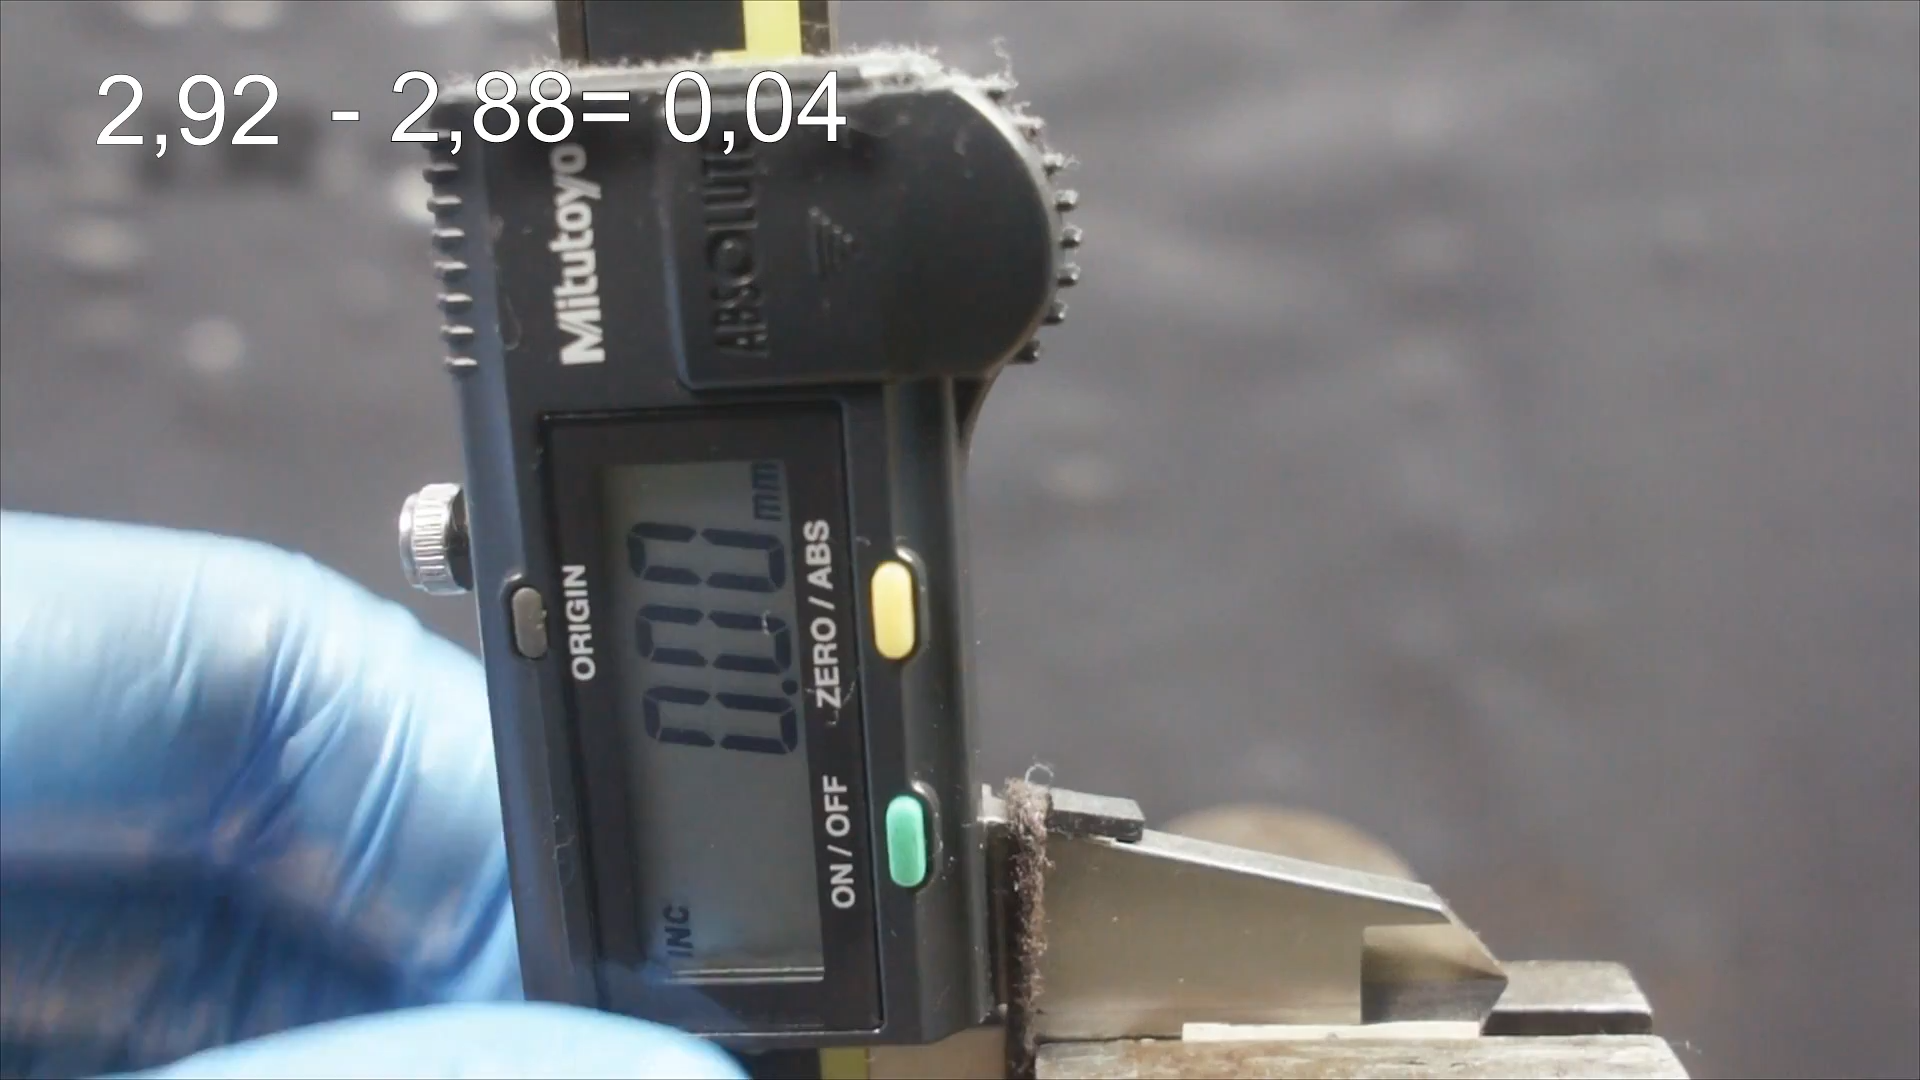 2,92 - 2,88= 0,04
Mitutoyo
ABSOLUTE
ORIGIN
0.00 mm
INC
ZERO / ABS
ON / OFF